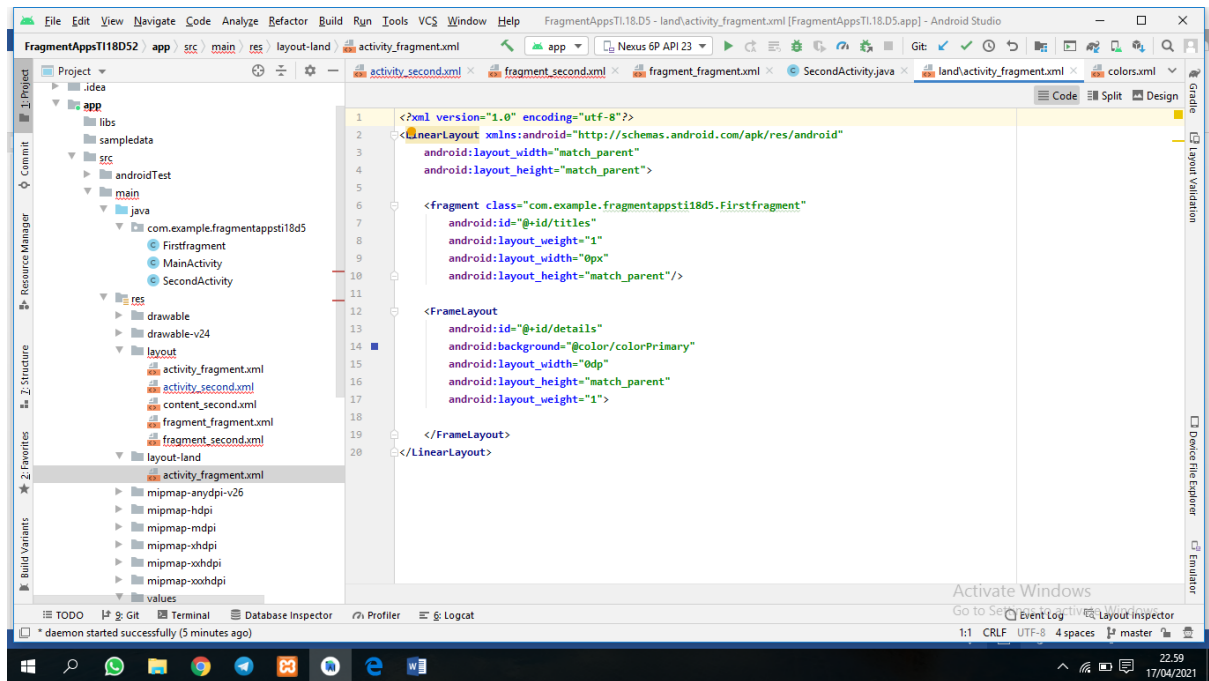 File Edit View Navigate Code Analyze Refactor Build Run Tools VCS Window Help FragmentAppsTI.18.D5 - land\activity_fragment.xml [FragmentAppsTI.18.D5.app] - Android Studio
FragmentAppsTI18D52 app src main res layout-land activity_fragment.xml app Nexus 6P API 23 Git:
Project activity_second.xml fragment_second.xml fragment_fragment.xml SecondActivity.java land\activity_fragment.xml colors.xml
Code Split Design
.idea
app
libs
sampledata
src
androidTest
main
java
com.example.fragmentappsti18d5
Firstfragment
MainActivity
SecondActivity
res
drawable
drawable-v24
layout
activity_fragment.xml
activity_second.xml
content_second.xml
fragment_fragment.xml
fragment_second.xml
layout-land
activity_fragment.xml
mipmap-anydpi-v26
mipmap-hdpi
mipmap-mdpi
mipmap-xhdpi
mipmap-xxhdpi
mipmap-xxxhdpi
values
1 <?xml version="1.0" encoding="utf-8"?>
2 <LinearLayout xmlns:android="http://schemas.android.com/apk/res/android"
3 android:layout_width="match_parent"
4 android:layout_height="match_parent">
5
6 <fragment class="com.example.fragmentappsti18d5.Firstfragment"
7 android:id="@+id/titles"
8 android:layout_weight="1"
9 android:layout_width="0px"
10 android:layout_height="match_parent"/>
11
12 <FrameLayout
13 android:id="@+id/details"
14 android:background="@color/colorPrimary"
15 android:layout_width="0dp"
16 android:layout_height="match_parent"
17 android:layout_weight="1">
18
19 </FrameLayout>
20 </LinearLayout>
1: Project
Commit
Resource Manager
Z: Structure
2: Favorites
Build Variants
Gradle
Layout Validation
Device File Explorer
Emulator
Activate Windows
Go to Settings to activate Windows.
TODO 9: Git Terminal Database Inspector Profiler 6: Logcat Event Log Layout Inspector
* daemon started successfully (5 minutes ago) 1:1 CRLF UTF-8 4 spaces master
22.59
17/04/2021